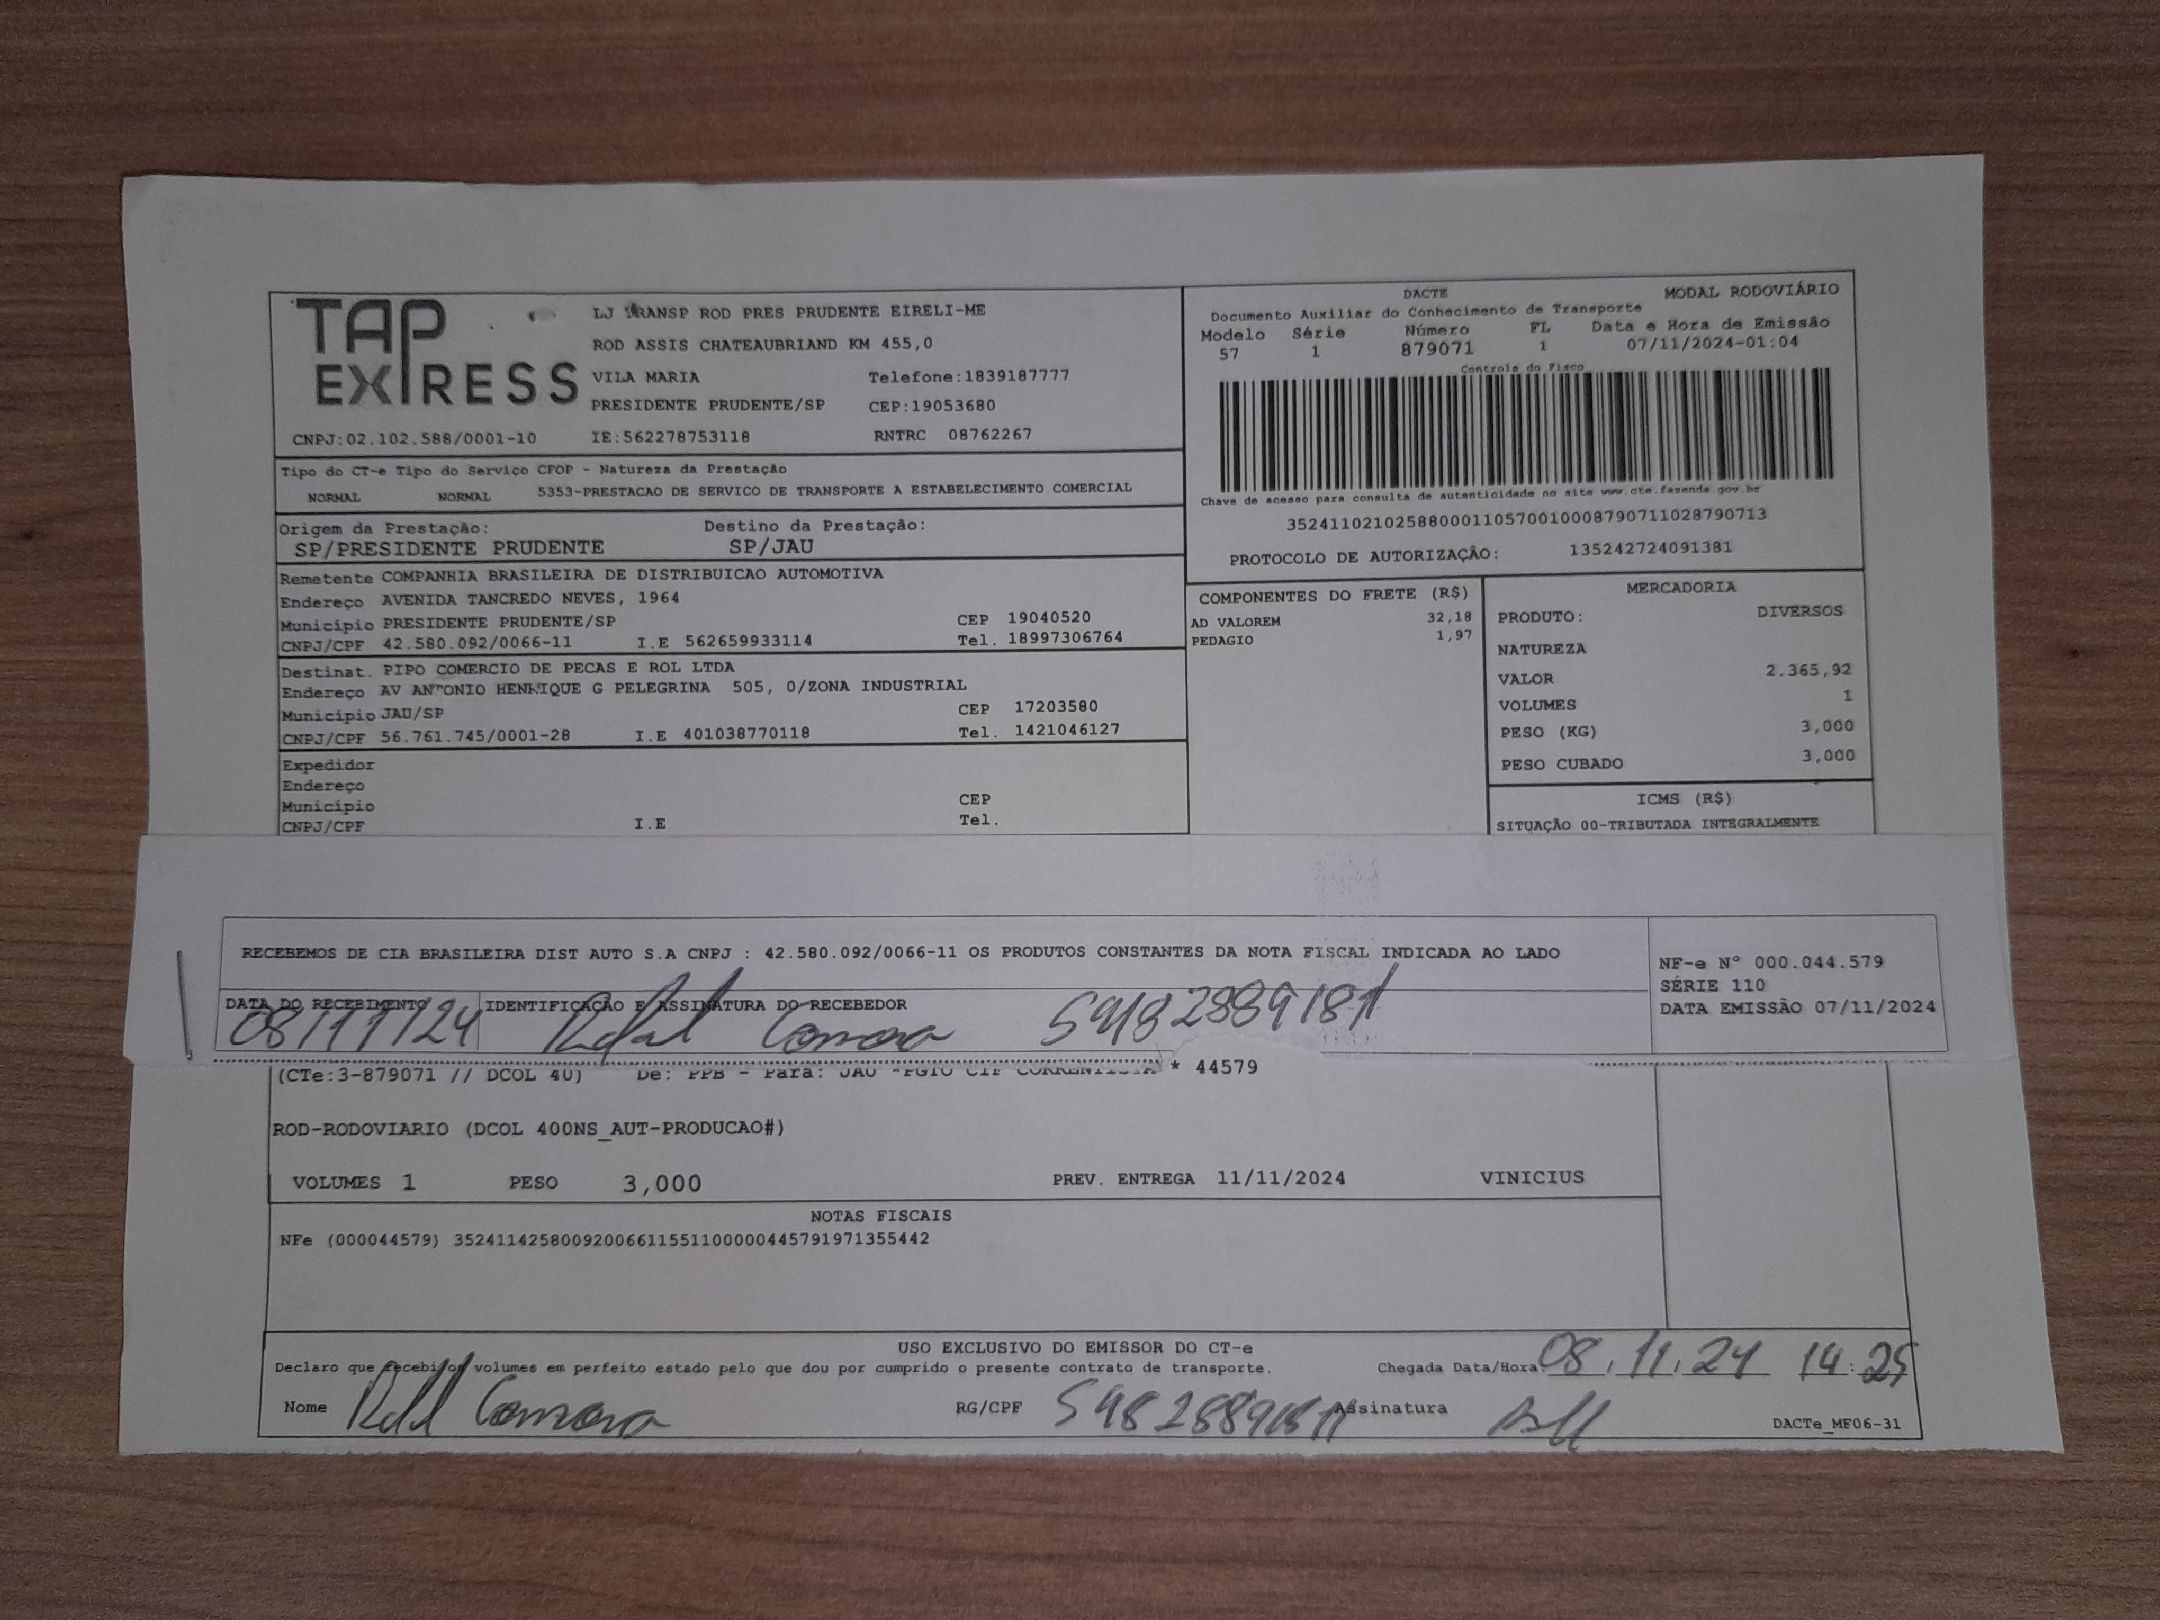 TAP EXPRESS
LJ TRANSP ROD PRES PRUDENTE EIRELI-ME
ROD ASSIS CHATEAUBRIAND KM 455,0
VILA MARIA Telefone:1839187777
PRESIDENTE PRUDENTE/SP CEP:19053680
CNPJ:02.102.588/0001-10 IE:562278753118 RNTRC 08762267
DACTE MODAL RODOVIÁRIO
Documento Auxiliar do Conhecimento de Transporte
Modelo Série Número FL Data e Hora de Emissão
57 1 879071 1 07/11/2024-01:04
Controle do Fisco
Chave de acesso para consulta de autenticidade no site www.cte.fazenda.gov.br
35241102102588000110570010008790711028790713
PROTOCOLO DE AUTORIZAÇÃO: 135242724091381
Tipo do CT-e Tipo do Serviço CFOP - Natureza da Prestação
NORMAL NORMAL 5353-PRESTACAO DE SERVICO DE TRANSPORTE A ESTABELECIMENTO COMERCIAL
Origem da Prestação: Destino da Prestação:
SP/PRESIDENTE PRUDENTE SP/JAU
Remetente COMPANHIA BRASILEIRA DE DISTRIBUICAO AUTOMOTIVA
Endereço AVENIDA TANCREDO NEVES, 1964
Município PRESIDENTE PRUDENTE/SP CEP 19040520
CNPJ/CPF 42.580.092/0066-11 I.E 562659933114 Tel. 18997306764
Destinat. PIPO COMERCIO DE PECAS E ROL LTDA
Endereço AV ANTONIO HENRIQUE G PELEGRINA 505, 0/ZONA INDUSTRIAL
Município JAU/SP CEP 17203580
CNPJ/CPF 56.761.745/0001-28 I.E 401038770118 Tel. 1421046127
Expedidor
Endereço
Município CEP
CNPJ/CPF I.E Tel.
COMPONENTES DO FRETE (R$)
AD VALOREM 32,18
PEDAGIO 1,97
MERCADORIA
PRODUTO: DIVERSOS
NATUREZA
VALOR 2.365,92
VOLUMES 1
PESO (KG) 3,000
PESO CUBADO 3,000
ICMS (R$)
SITUAÇÃO 00-TRIBUTADA INTEGRALMENTE
RECEBEMOS DE CIA BRASILEIRA DIST AUTO S.A CNPJ : 42.580.092/0066-11 OS PRODUTOS CONSTANTES DA NOTA FISCAL INDICADA AO LADO
NF-e Nº 000.044.579
SÉRIE 110
DATA EMISSÃO 07/11/2024
DATA DO RECEBIMENTO IDENTIFICAÇÃO E ASSINATURA DO RECEBEDOR
08/11/24
(CTe:3-879071 // DCOL 40) De: PPB - Para: JAU *PGTO CIF CORRENTISTA * 44579
ROD-RODOVIARIO (DCOL 400NS_AUT-PRODUCAO#)
VOLUMES 1 PESO 3,000 PREV. ENTREGA 11/11/2024 VINICIUS
NOTAS FISCAIS
NFe (000044579) 35241142580092006611551100000445791971355442
USO EXCLUSIVO DO EMISSOR DO CT-e
Declaro que recebi os volumes em perfeito estado pelo que dou por cumprido o presente contrato de transporte. Chegada Data/Hora: 08.11.24 14:25
Nome RG/CPF Assinatura
DACTe_MF06-31